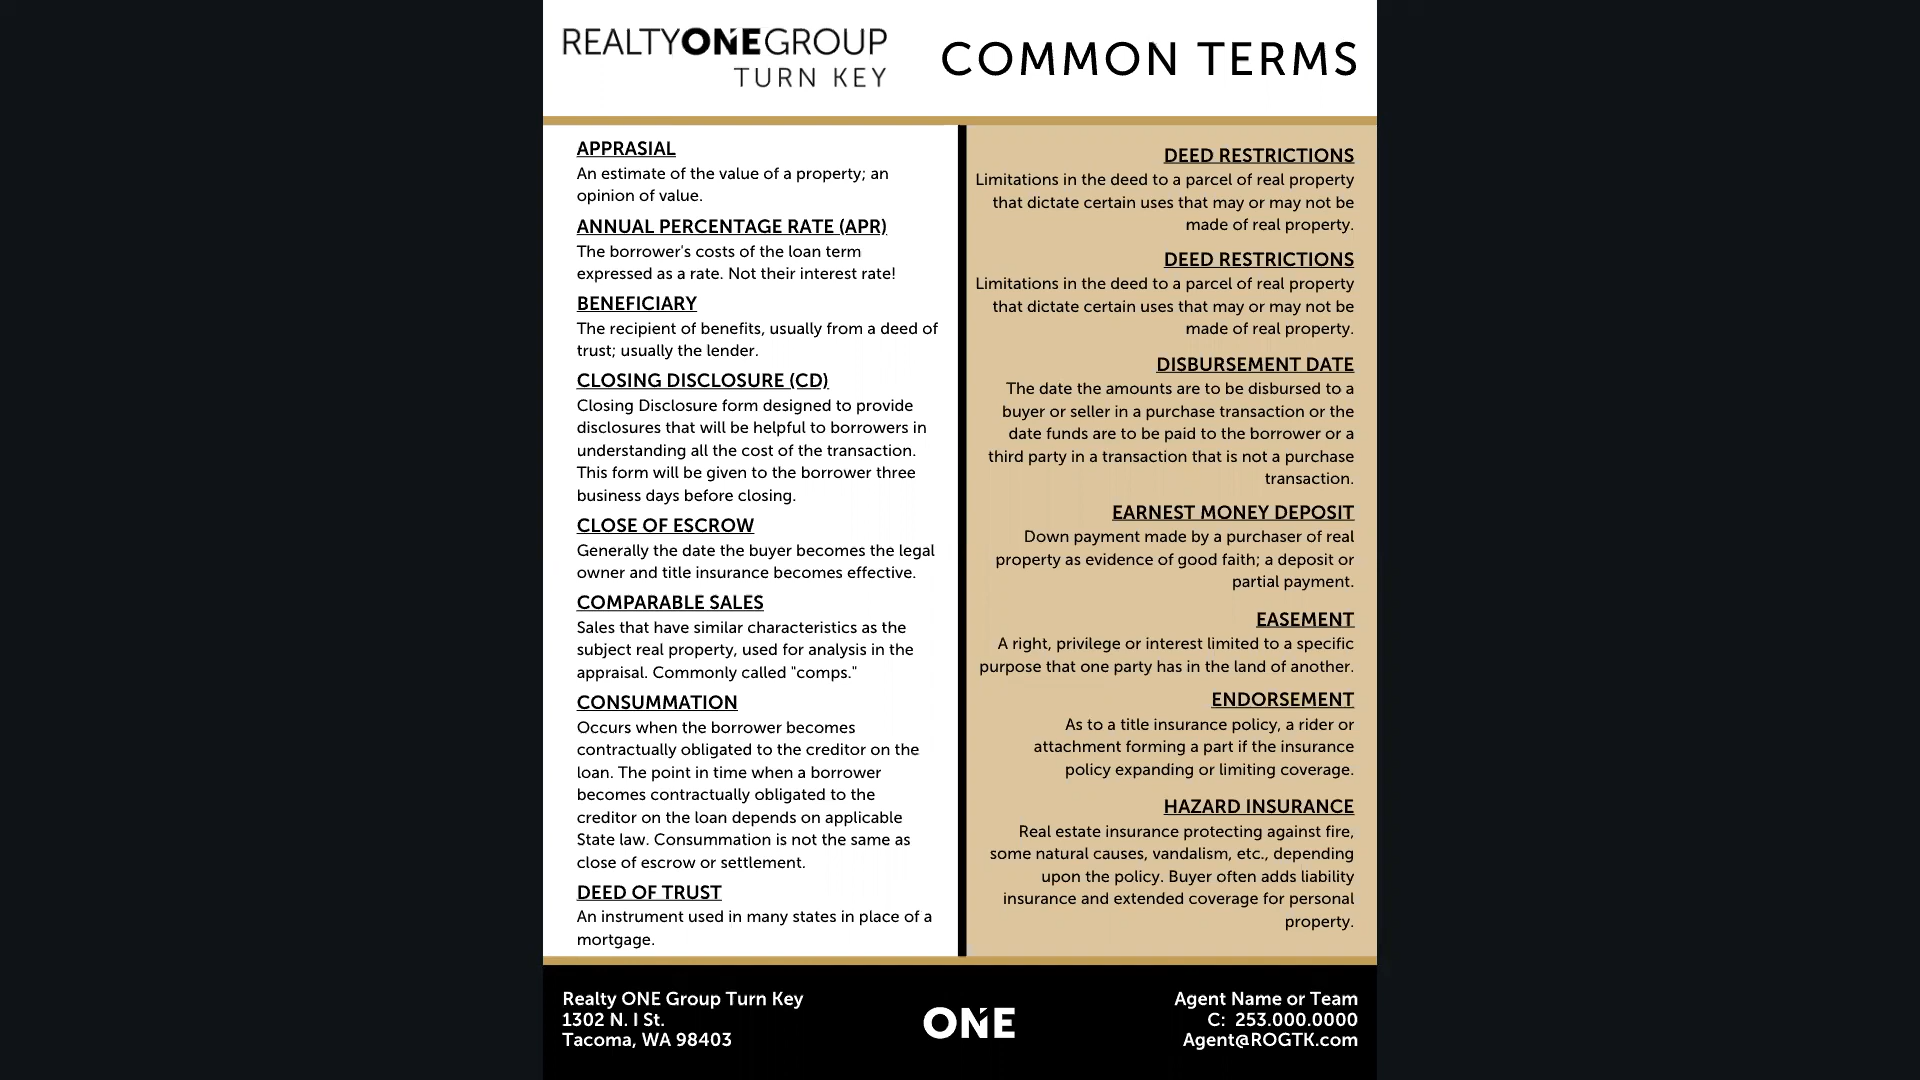 REALTYONEGROUP
TURN KEY
COMMON TERMS
APPRASIAL
An estimate of the value of a property; an
opinion of value.
ANNUAL PERCENTAGE RATE (APR)
The borrower's costs of the loan term
expressed as a rate. Not their interest rate!
BENEFICIARY
The recipient of benefits, usually from a deed of
trust; usually the lender.
CLOSING DISCLOSURE (CD)
Closing Disclosure form designed to provide
disclosures that will be helpful to borrowers in
understanding all the cost of the transaction.
This form will be given to the borrower three
business days before closing.
CLOSE OF ESCROW
Generally the date the buyer becomes the legal
owner and title insurance becomes effective.
COMPARABLE SALES
Sales that have similar characteristics as the
subject real property, used for analysis in the
appraisal. Commonly called "comps."
CONSUMMATION
Occurs when the borrower becomes
contractually obligated to the creditor on the
loan. The point in time when a borrower
becomes contractually obligated to the
creditor on the loan depends on applicable
State law. Consummation is not the same as
close of escrow or settlement.
DEED OF TRUST
An instrument used in many states in place of a
mortgage.
DEED RESTRICTIONS
Limitations in the deed to a parcel of real property
that dictate certain uses that may or may not be
made of real property.
DEED RESTRICTIONS
Limitations in the deed to a parcel of real property
that dictate certain uses that may or may not be
made of real property.
DISBURSEMENT DATE
The date the amounts are to be disbursed to a
buyer or seller in a purchase transaction or the
date funds are to be paid to the borrower or a
third party in a transaction that is not a purchase
transaction.
EARNEST MONEY DEPOSIT
Down payment made by a purchaser of real
property as evidence of good faith; a deposit or
partial payment.
EASEMENT
A right, privilege or interest limited to a specific
purpose that one party has in the land of another.
ENDORSEMENT
As to a title insurance policy, a rider or
attachment forming a part if the insurance
policy expanding or limiting coverage.
HAZARD INSURANCE
Real estate insurance protecting against fire,
some natural causes, vandalism, etc., depending
upon the policy. Buyer often adds liability
insurance and extended coverage for personal
property.
Realty ONE Group Turn Key
1302 N. I St.
Tacoma, WA 98403
ONE
Agent Name or Team
C: 253.000.0000
Agent@ROGTK.com